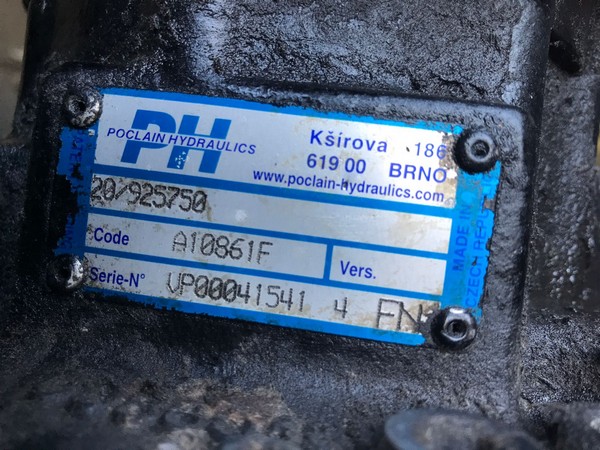 PH
POCLAIN HYDRAULICS
Kšírova 186
619 00 BRNO
www.poclain-hydraulics.com
20/925750
Code A10861F
Vers.
Serie-N° VP00041541 4 FN
MADE IN
CZECH REP